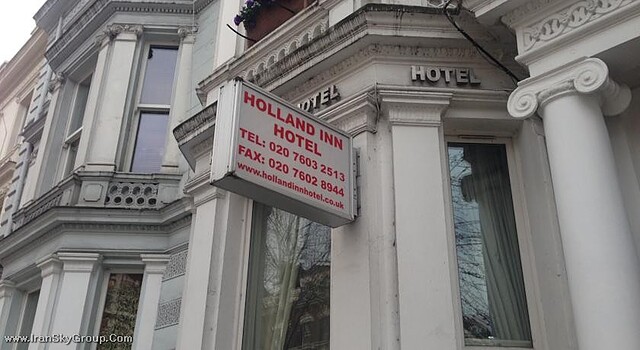 HOTEL
HOTEL
HOLLAND INN
HOTEL
TEL: 020 7603 2513
FAX: 020 7602 8944
www.hollandinnhotel.co.uk
www.IranSkyGroup.Com